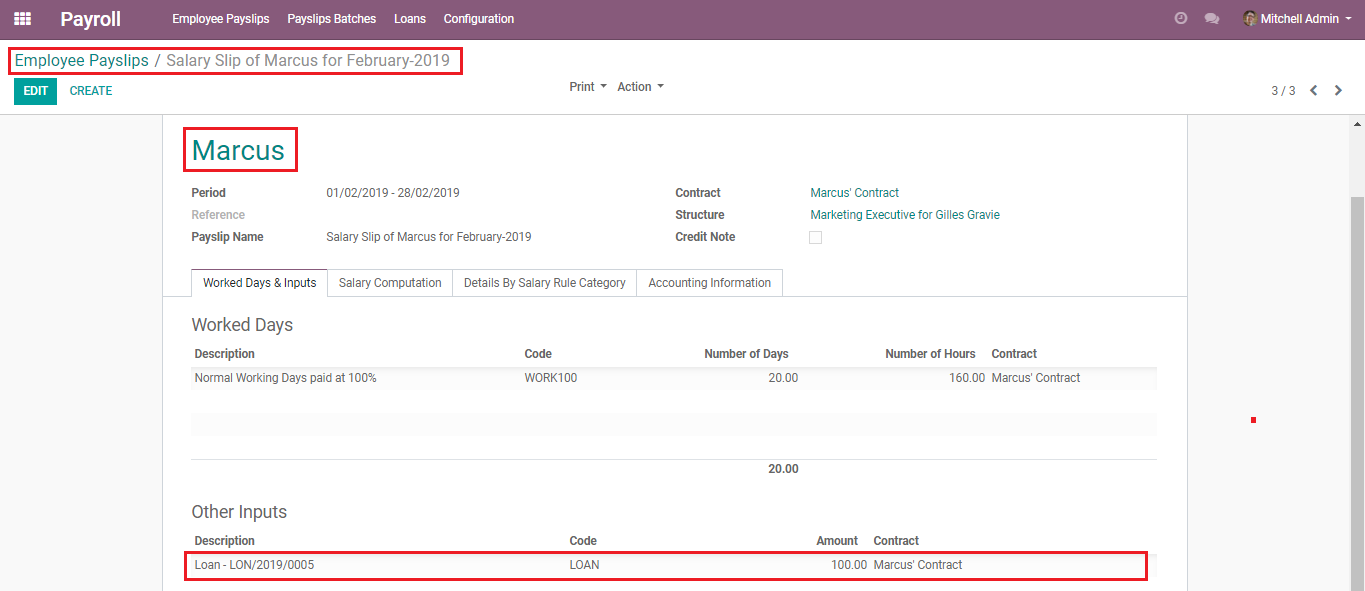 Payroll Employee Payslips Payslips Batches Loans Configuration Mitchell Admin
Employee Payslips / Salary Slip of Marcus for February-2019
EDIT CREATE Print Action 3 / 3
Marcus
Period 01/02/2019 - 28/02/2019 Contract Marcus' Contract
Reference Structure Marketing Executive for Gilles Gravie
Payslip Name Salary Slip of Marcus for February-2019 Credit Note
Worked Days & Inputs Salary Computation Details By Salary Rule Category Accounting Information
Worked Days
Description Code Number of Days Number of Hours Contract
Normal Working Days paid at 100% WORK100 20.00 160.00 Marcus' Contract
20.00
Other Inputs
Description Code Amount Contract
Loan - LON/2019/0005 LOAN 100.00 Marcus' Contract